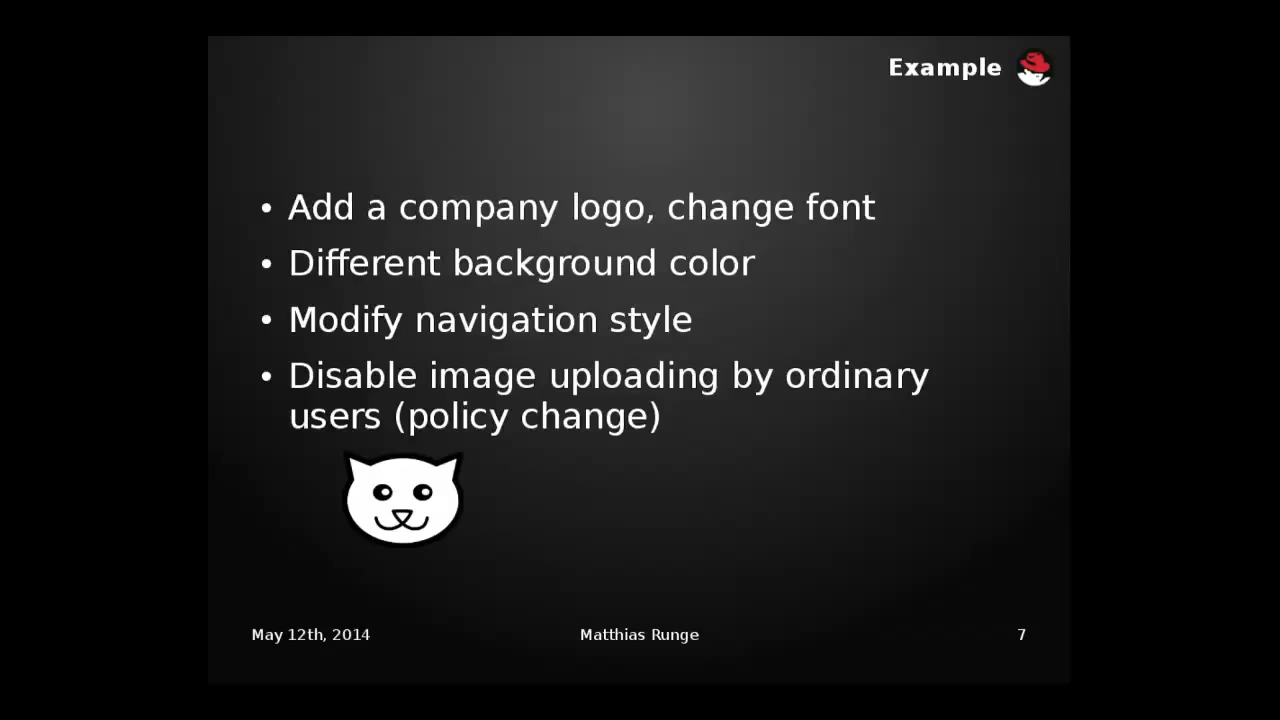 Example
• Add a company logo, change font
• Different background color
• Modify navigation style
• Disable image uploading by ordinary
users (policy change)
May 12th, 2014
Matthias Runge
7